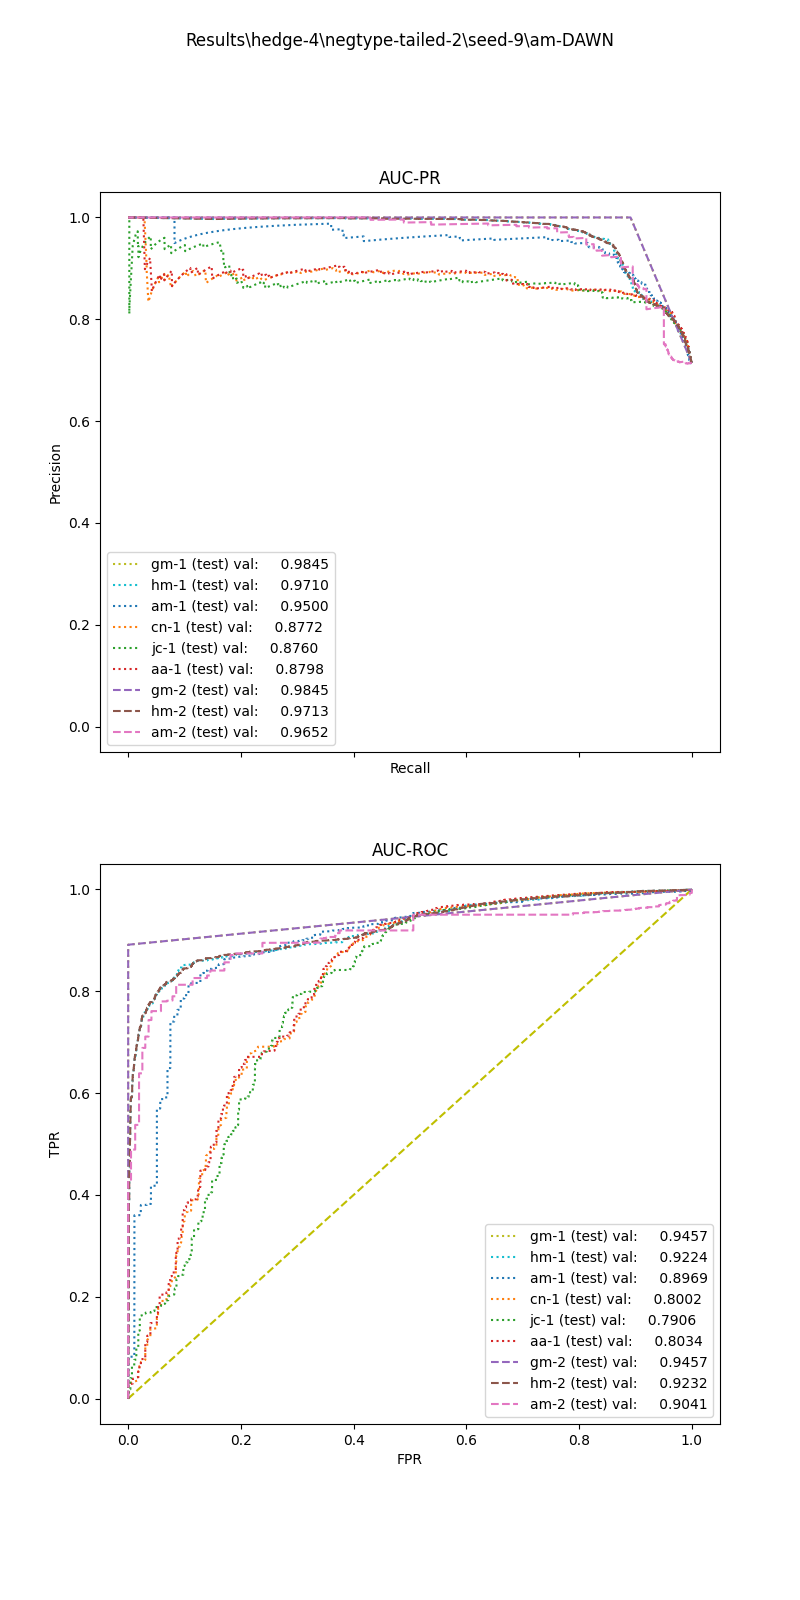 Results\hedge-4\negtype-tailed-2\seed-9\am-DAWN
AUC-PR
1.0
0.8
0.6
0.4
0.2
0.0
Precision
gm-1 (test) val: 0.9845
hm-1 (test) val: 0.9710
am-1 (test) val: 0.9500
cn-1 (test) val: 0.8772
jc-1 (test) val: 0.8760
aa-1 (test) val: 0.8798
gm-2 (test) val: 0.9845
hm-2 (test) val: 0.9713
am-2 (test) val: 0.9652
Recall
AUC-ROC
1.0
0.8
0.6
0.4
0.2
0.0
TPR
gm-1 (test) val: 0.9457
hm-1 (test) val: 0.9224
am-1 (test) val: 0.8969
cn-1 (test) val: 0.8002
jc-1 (test) val: 0.7906
aa-1 (test) val: 0.8034
gm-2 (test) val: 0.9457
hm-2 (test) val: 0.9232
am-2 (test) val: 0.9041
0.0 0.2 0.4 0.6 0.8 1.0
FPR